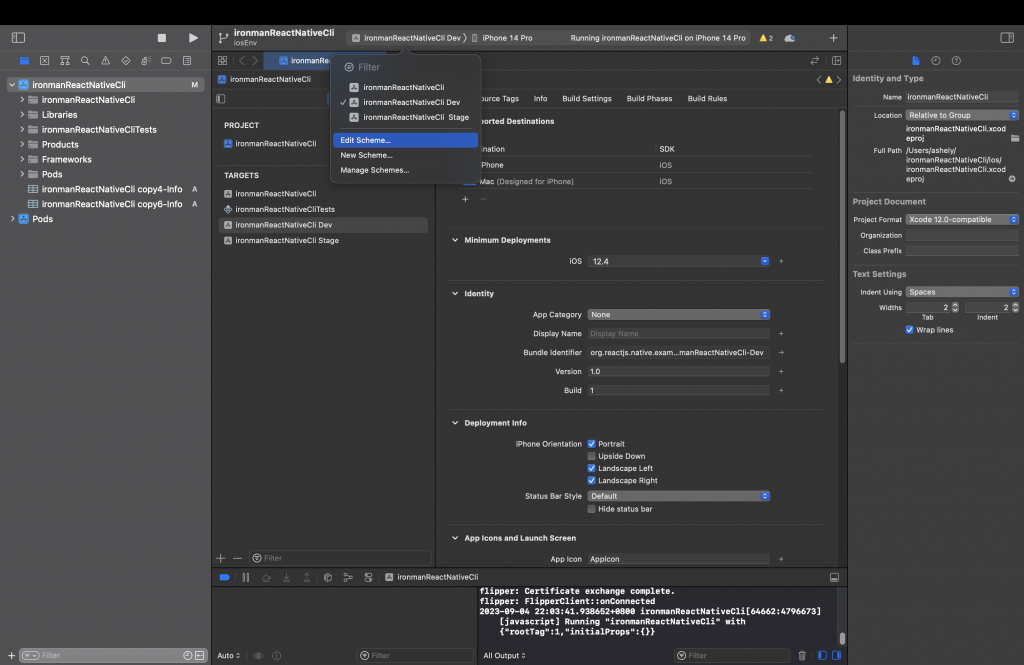 ironmanReactNativeCli
iosEnv
ironmanReactNativeCli Dev
iPhone 14 Pro
Running ironmanReactNativeCli on iPhone 14 Pro
2
ironmanReactNativeCli
M
ironmanReactNativeCli
Libraries
ironmanReactNativeCliTests
Products
Frameworks
Pods
ironmanReactNativeCli copy4-Info
A
ironmanReactNativeCli copy6-Info
A
Pods
Filter
ironmanRea
ironmanReactNativeCli
Filter
ironmanReactNativeCli
ironmanReactNativeCli Dev
ironmanReactNativeCli Stage
Edit Scheme...
New Scheme...
Manage Schemes...
PROJECT
ironmanReactNativeCli
TARGETS
ironmanReactNativeCli
ironmanReactNativeCliTests
ironmanReactNativeCli Dev
ironmanReactNativeCli Stage
Filter
ource Tags
Info
Build Settings
Build Phases
Build Rules
orted Destinations
ination
SDK
Phone
iOS
Mac (Designed for iPhone)
iOS
Minimum Deployments
iOS
12.4
Identity
App Category
None
Display Name
Display Name
Bundle Identifier
org.reactjs.native.exam...manReactNativeCli-Dev
Version
1.0
Build
1
Deployment Info
iPhone Orientation
Portrait
Upside Down
Landscape Left
Landscape Right
Status Bar Style
Default
Hide status bar
App Icons and Launch Screen
App Icon
AppIcon
ironmanReactNativeCli
flipper: Certificate exchange complete.
flipper: FlipperClient::onConnected
2023-09-04 22:03:41.938652+0800 ironmanReactNativeCli[64662:4796673]
[javascript] Running "ironmanReactNativeCli" with
{"rootTag":1,"initialProps":{}}
Auto
Filter
All Output
Filter
Identity and Type
Name
ironmanReactNativeCli
Location
Relative to Group
ironmanReactNativeCli.xcod
eproj
Full Path
/Users/ashely/
ironmanReactNativeCli/ios/
ironmanReactNativeCli.xcod
eproj
Project Document
Project Format
Xcode 12.0-compatible
Organization
Class Prefix
Text Settings
Indent Using
Spaces
Widths
2
2
Tab
Indent
Wrap lines